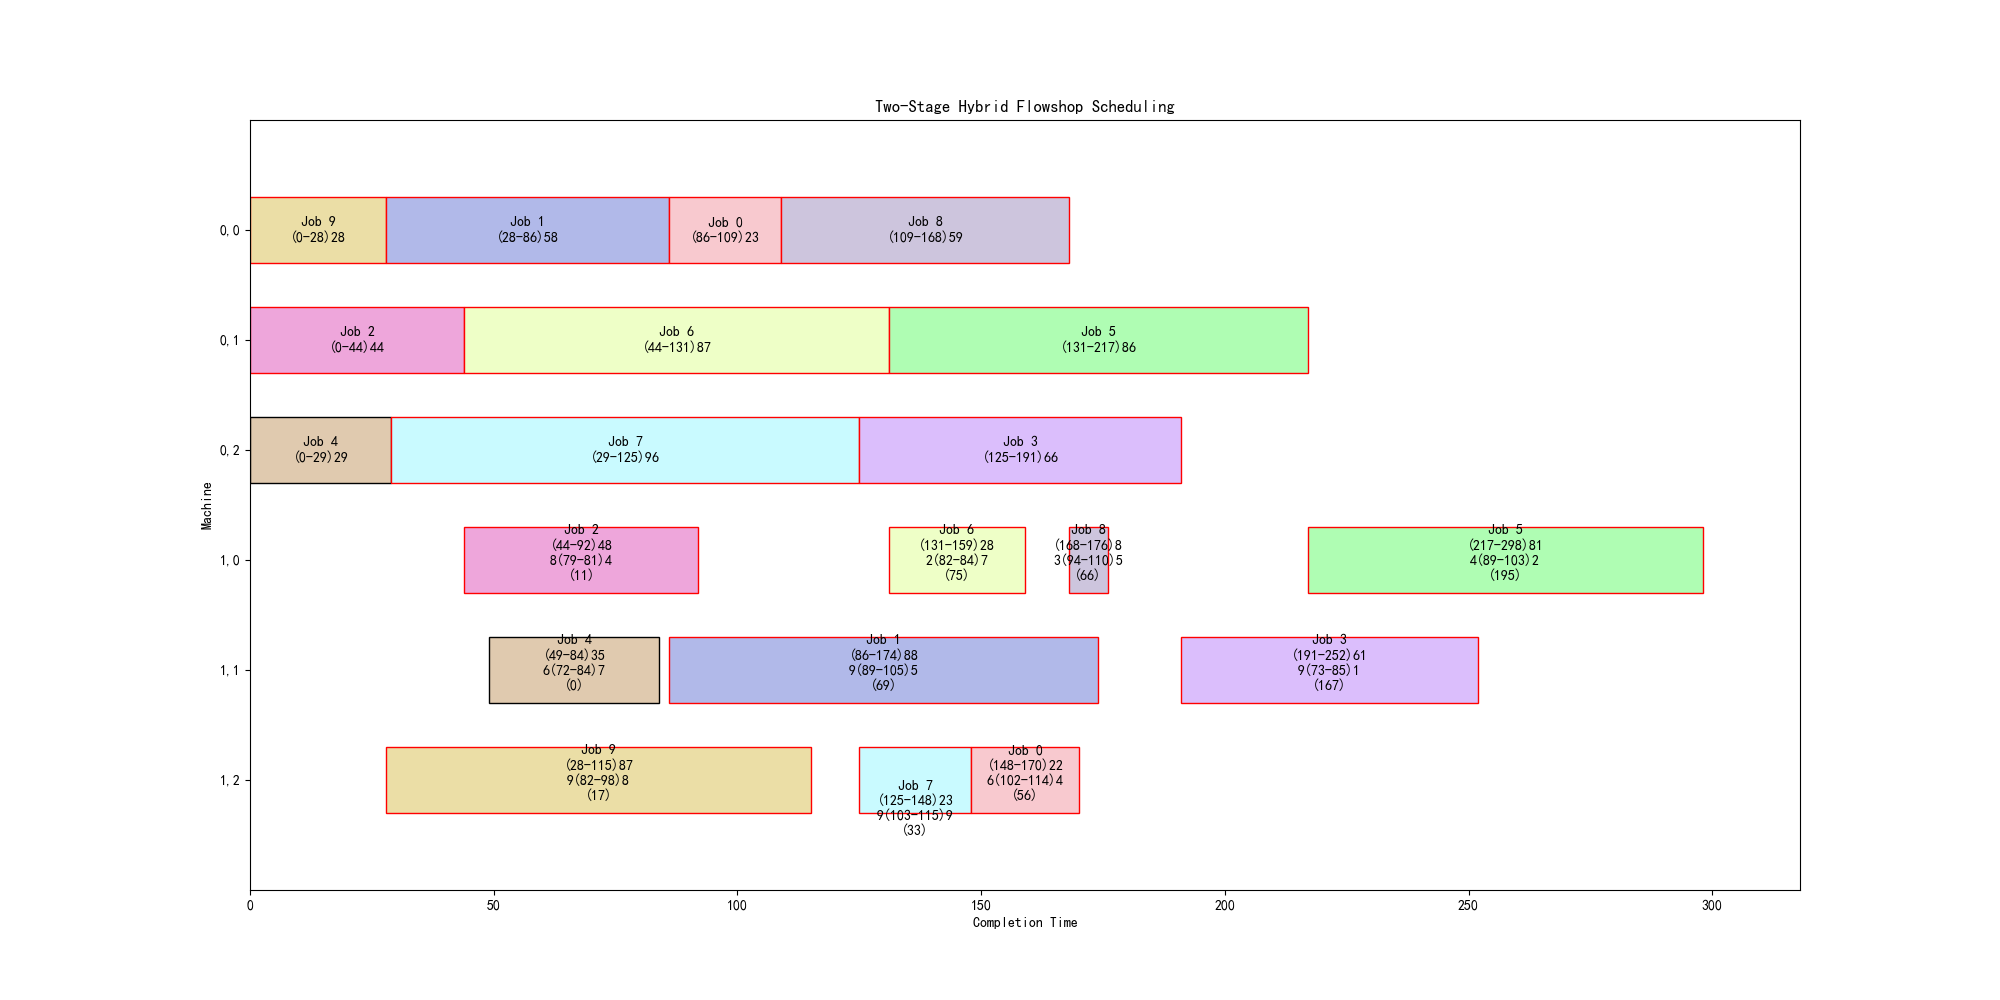 Two-Stage Hybrid Flowshop Scheduling
0,0
Job 9
(0-28)28
Job 1
(28-86)58
Job 0
(86-109)23
Job 8
(109-168)59
0,1
Job 2
(0-44)44
Job 6
(44-131)87
Job 5
(131-217)86
0,2
Job 4
(0-29)29
Job 7
(29-125)96
Job 3
(125-191)66
Machine
1,0
Job 2
(44-92)48
8(79-81)4
(11)
Job 6
(131-159)28
2(82-84)7
(75)
Job 8
(168-176)8
3(94-110)5
(66)
Job 5
(217-298)81
4(89-103)2
(195)
1,1
Job 4
(49-84)35
6(72-84)7
(0)
Job 1
(86-174)88
9(89-105)5
(69)
Job 3
(191-252)61
9(73-85)1
(167)
1,2
Job 9
(28-115)87
9(82-98)8
(17)
Job 7
(125-148)23
9(103-115)9
(33)
Job 0
(148-170)22
6(102-114)4
(56)
0
50
100
150
200
250
300
Completion Time